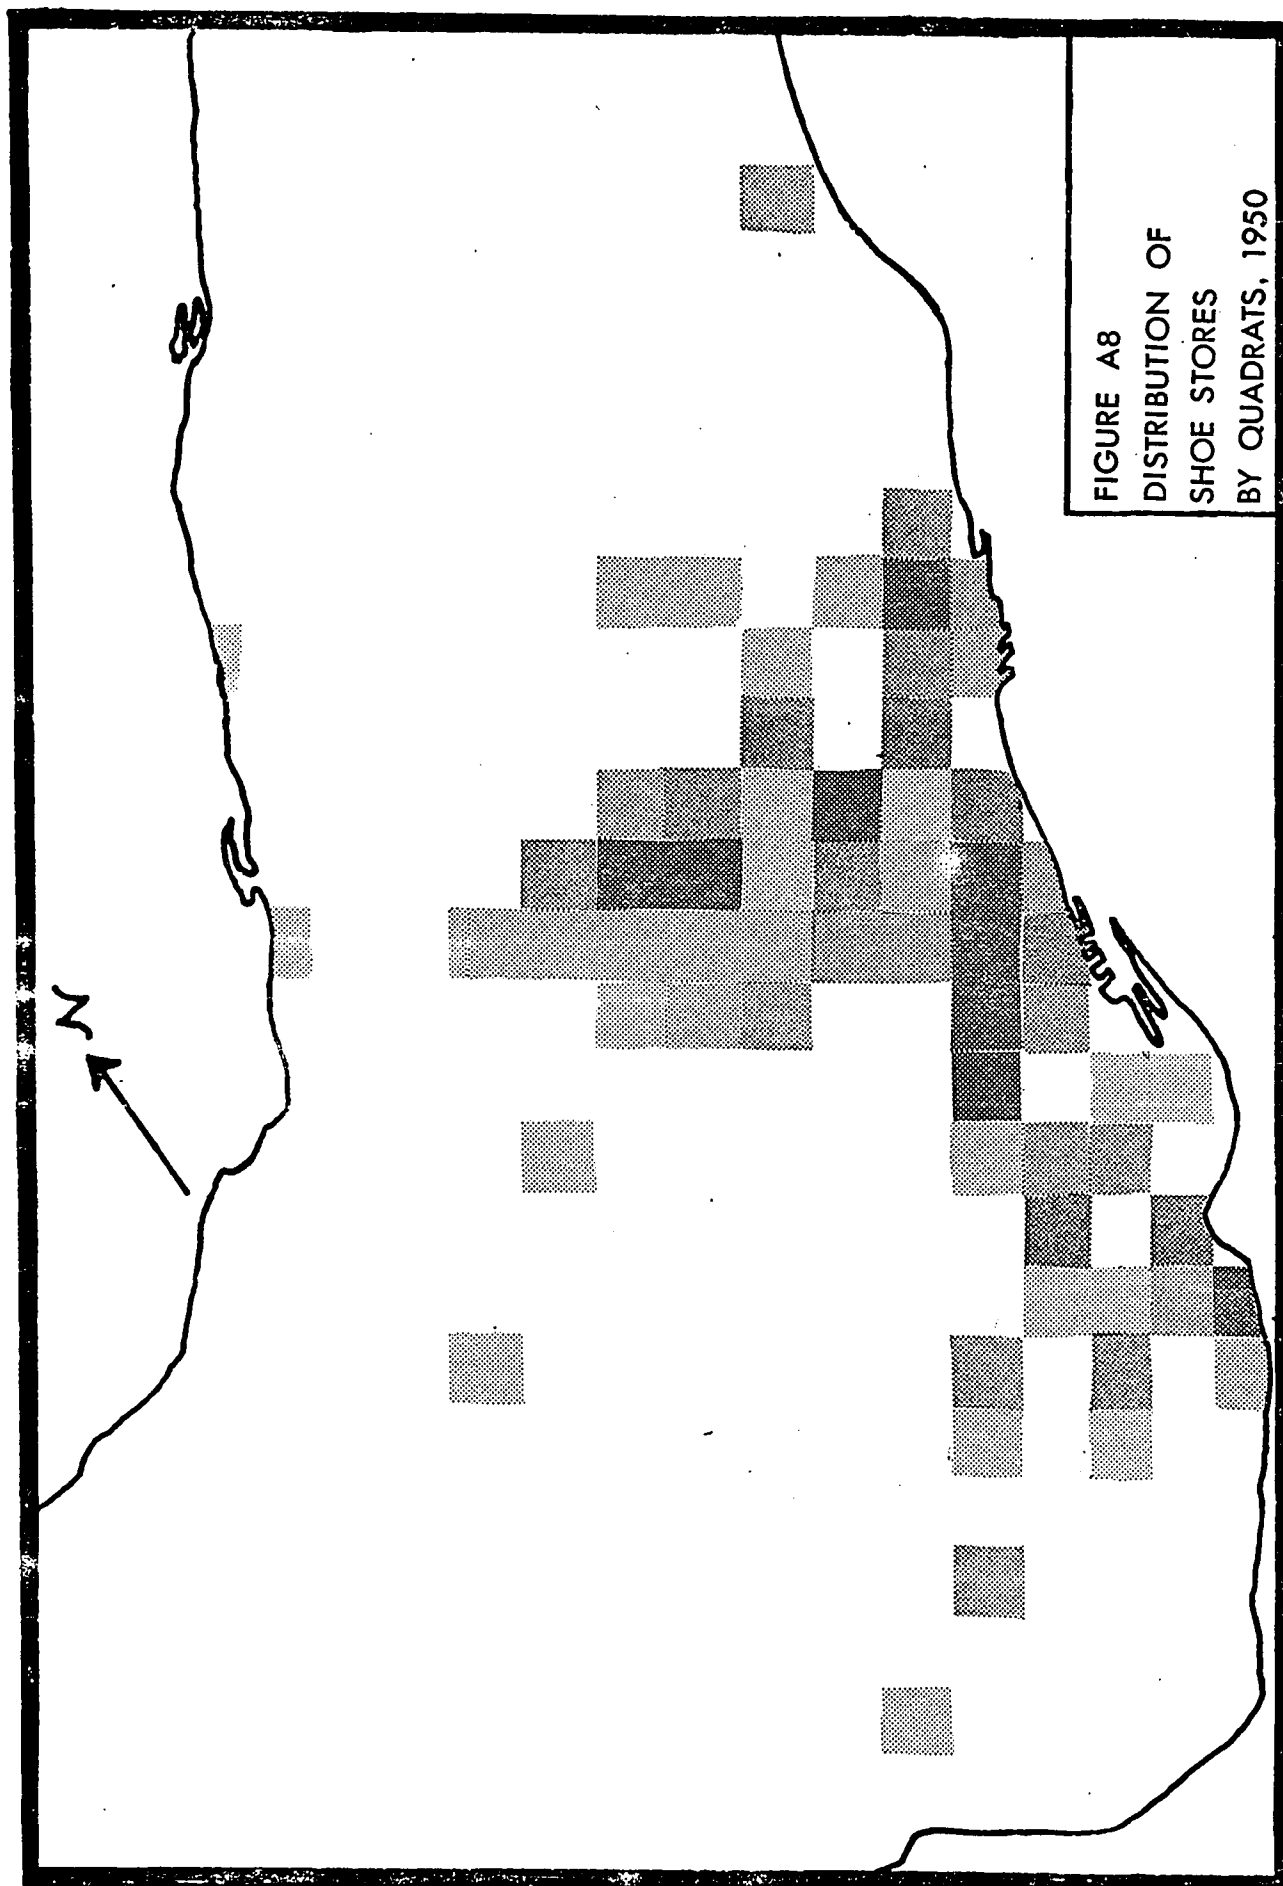 FIGURE A8
DISTRIBUTION OF
SHOE STORES
BY QUADRATS, 1950
N